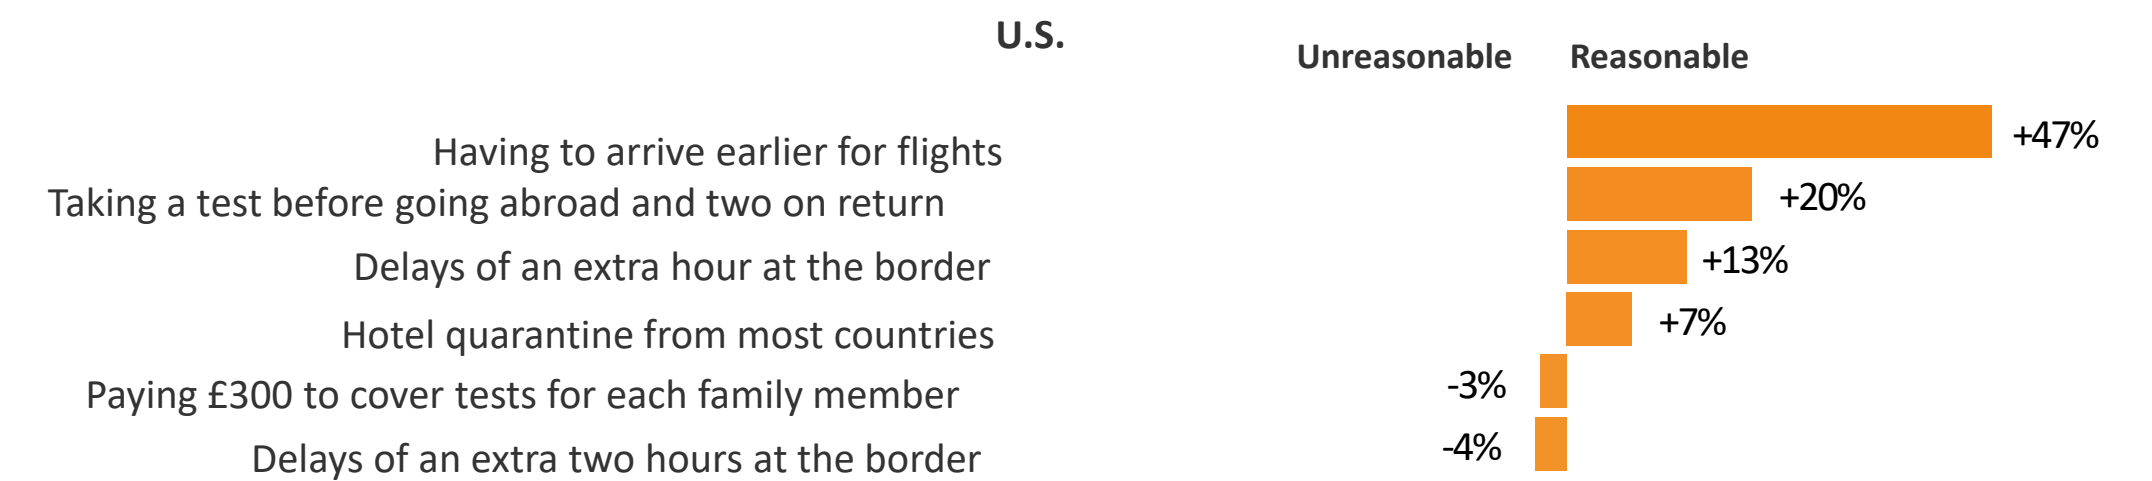 U.S.
Unreasonable Reasonable
Having to arrive earlier for flights +47%
Taking a test before going abroad and two on return +20%
Delays of an extra hour at the border +13%
Hotel quarantine from most countries +7%
Paying £300 to cover tests for each family member -3%
Delays of an extra two hours at the border -4%